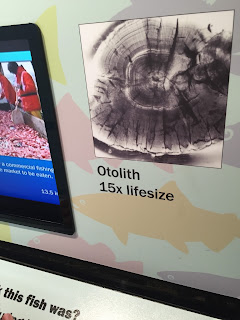 a commercial fishing
market to be eaten.
13.5 i
Otolith
15x lifesize
this fish was?